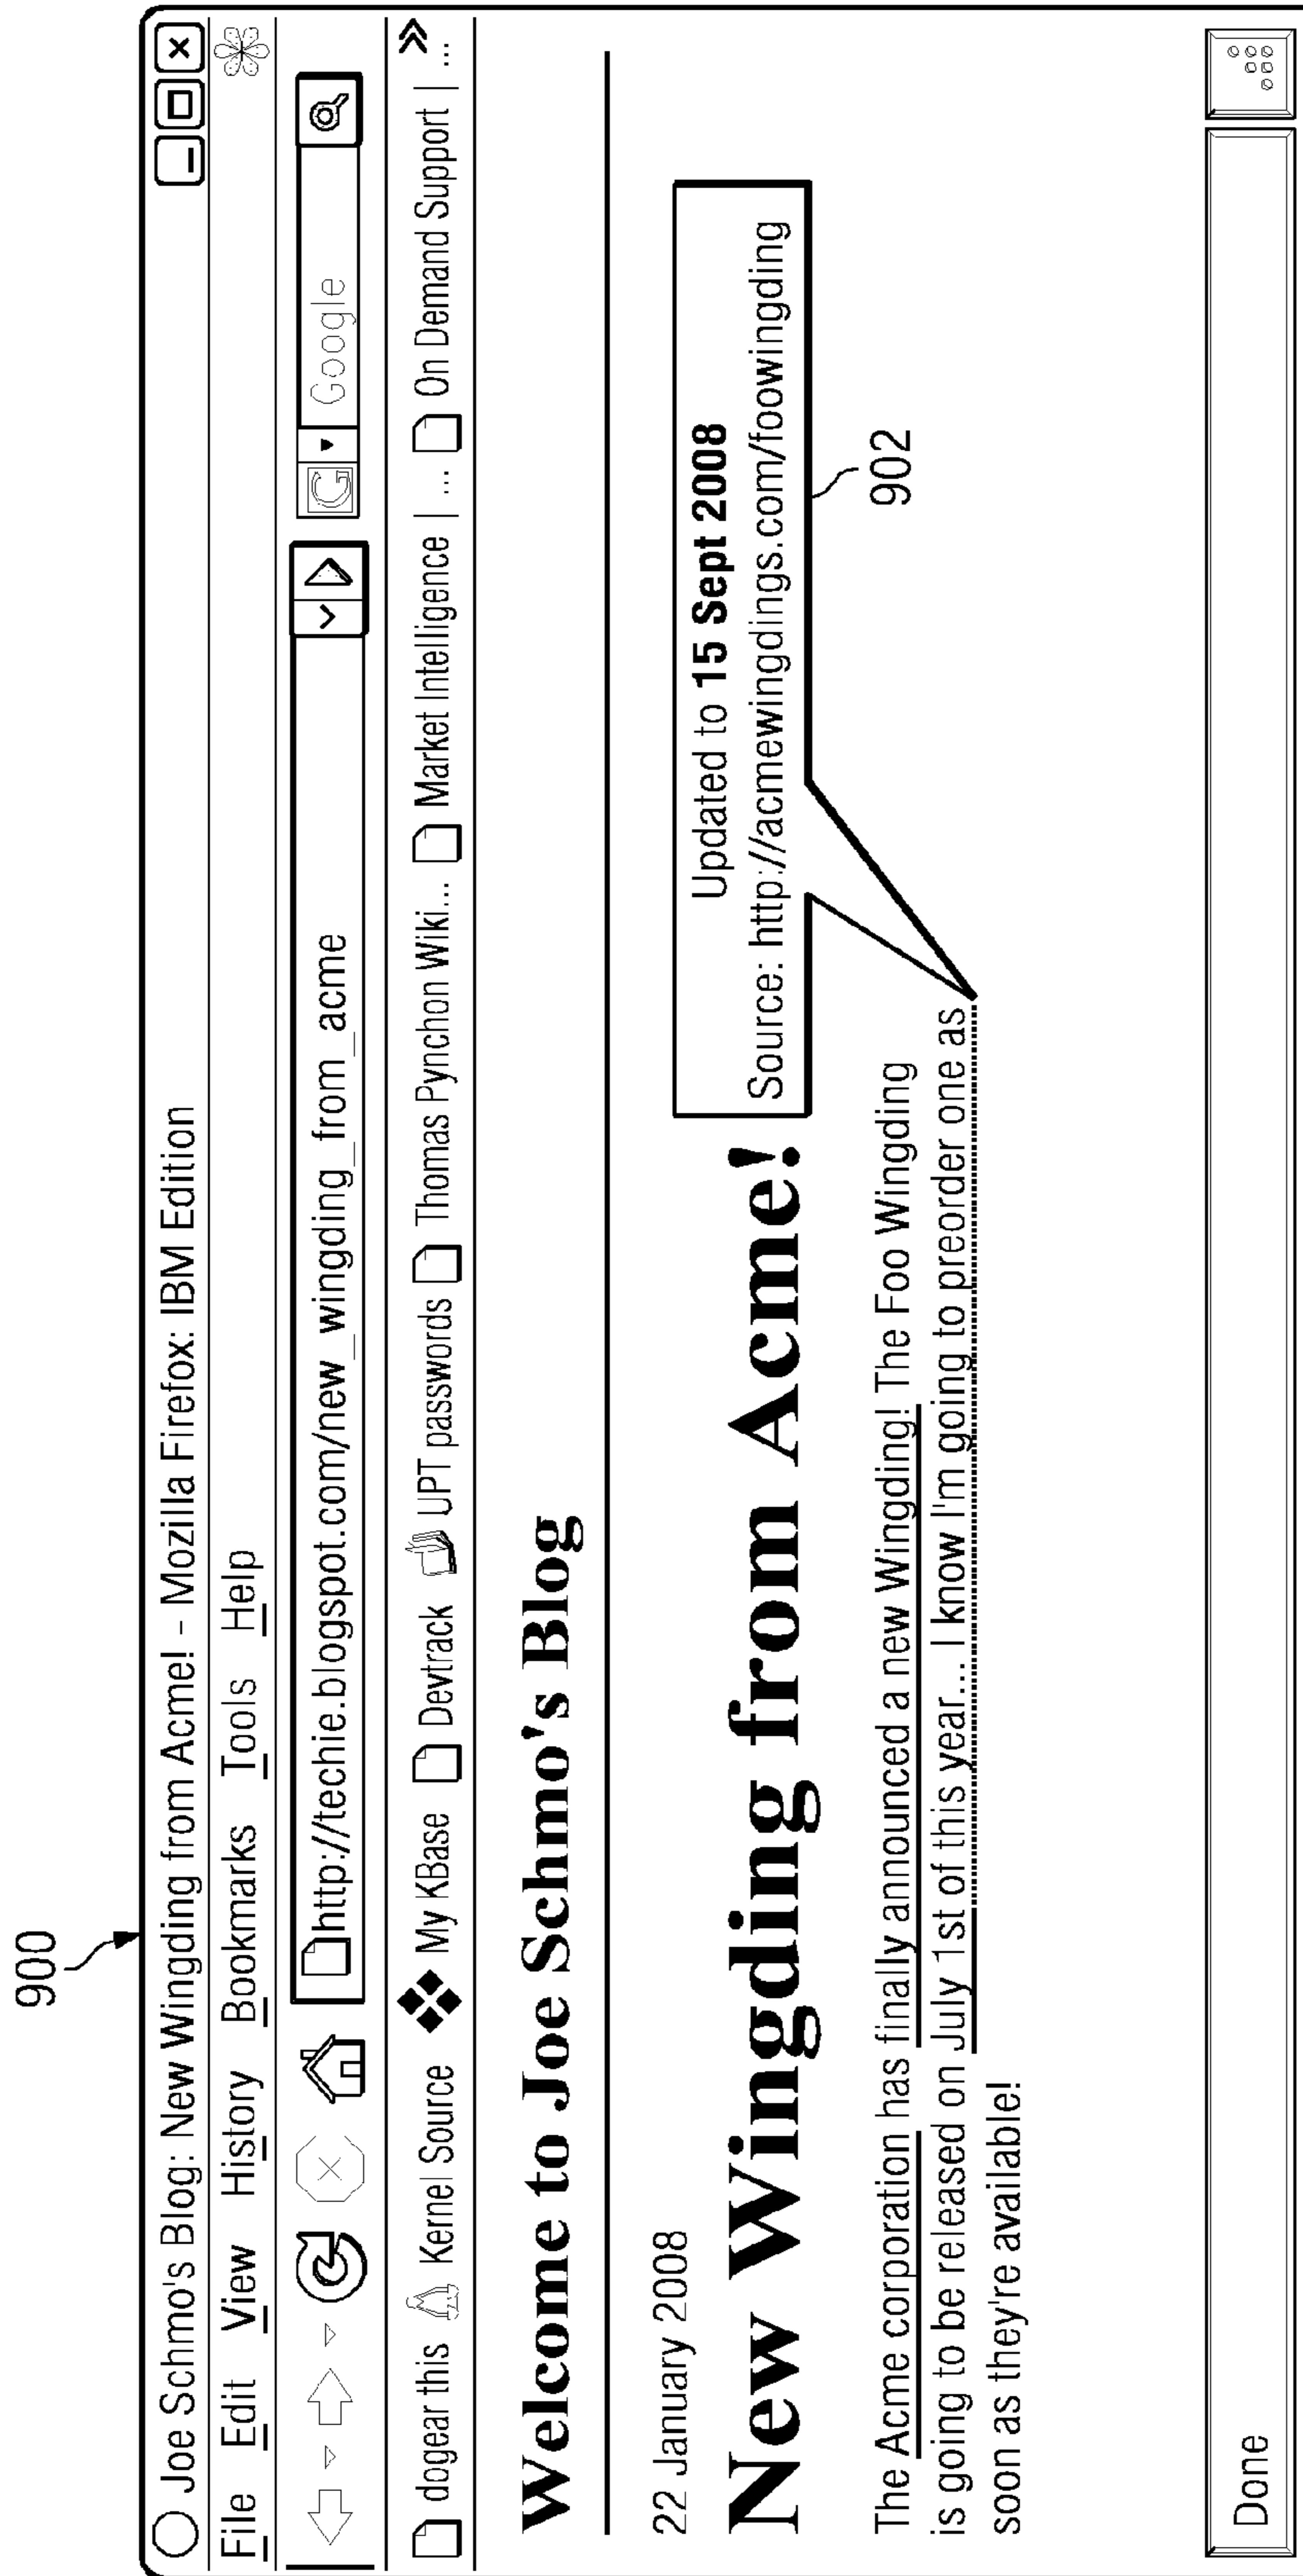 900
Joe Schmo's Blog: New Wingding from Acme! - Mozilla Firefox: IBM Edition
File Edit View History Bookmarks Tools Help
http://techie.blogspot.com/new_wingding_from_acme G Google
dogear this Kernel Source My KBase Devtrack UPT passwords Thomas Pynchon Wiki... Market Intelligence | ... On Demand Support | ...
Welcome to Joe Schmo's Blog
22 January 2008
New Wingding from Acme!
Updated to 15 Sept 2008
Source: http://acmewingdings.com/foowingding
902
The Acme corporation has finally announced a new Wingding! The Foo Wingding
is going to be released on July 1st of this year... I know I'm going to preorder one as
soon as they're available!
Done